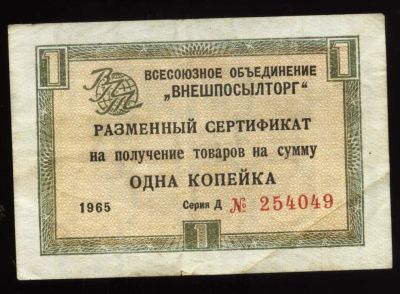 1
1
ВПТ
ВСЕСОЮЗНОЕ ОБЪЕДИНЕНИЕ
„ВНЕШПОСЫЛТОРГ"
РАЗМЕННЫЙ СЕРТИФИКАТ
на получение товаров на сумму
ОДНА КОПЕЙКА
1965 Серия Д № 254049
1